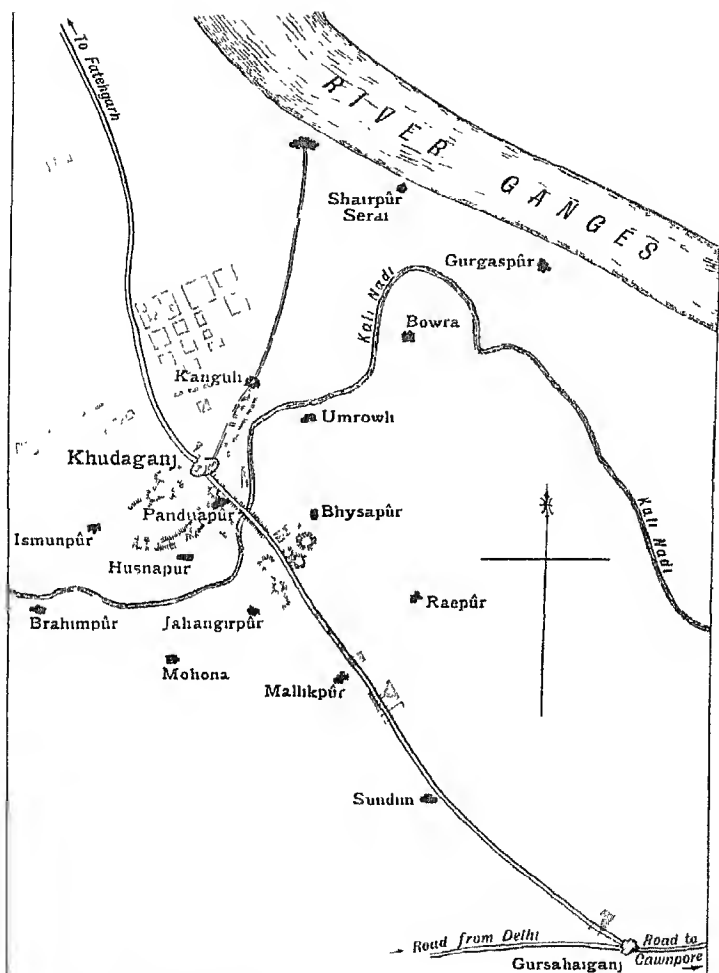 To Fatehgarh
RIVER GANGES
Shairpûr
Serai
Gurgaspûr
Kali Nadi
Bowra
Kanguli
Umrowli
Khudaganj
Panduapur
Bhysapûr
Ismunpûr
Husnapur
Kali Nadi
Brahimpûr
Jahangirpûr
Raepûr
Mohona
Mallikpûr
Sundun
Road from Delhi
Road to
Cawnpore
Gursahaiganj